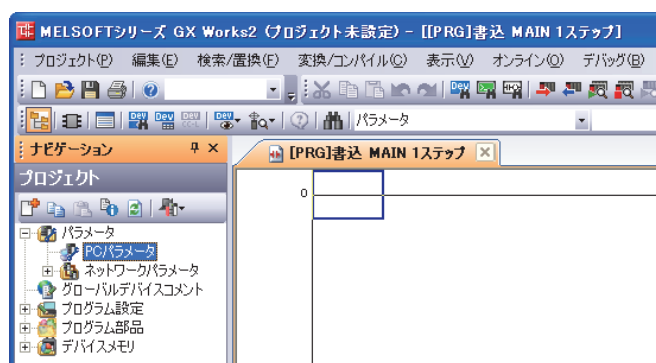 MELSOFTシリーズ GX Works2 (プロジェクト未設定) - [[PRG]書込 MAIN 1ステップ]
プロジェクト(P) 編集(E) 検索/置換(F) 変換/コンパイル(C) 表示(V) オンライン(O) デバッグ(B)
パラメータ
ナビゲーション
[PRG]書込 MAIN 1ステップ
プロジェクト
0
パラメータ
PCパラメータ
ネットワークパラメータ
グローバルデバイスコメント
プログラム設定
プログラム部品
デバイスメモリ